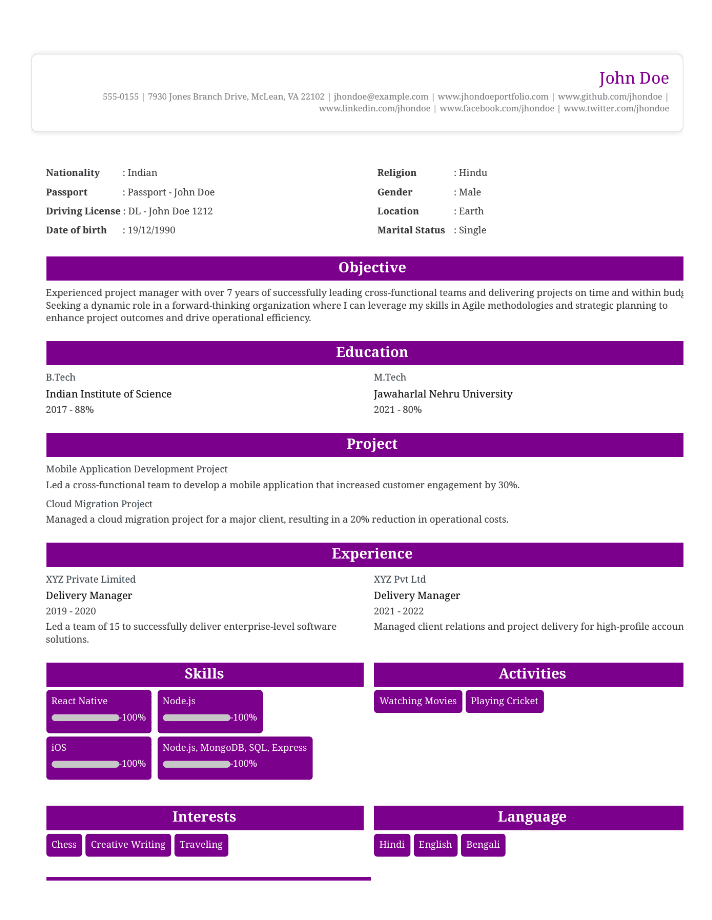 John Doe
555-0155 | 7930 Jones Branch Drive, McLean, VA 22102 | jhondoe@example.com | www.jhondoeportfolio.com | www.github.com/jhondoe |
www.linkedin.com/jhondoe | www.facebook.com/jhondoe | www.twitter.com/jhondoe
Nationality : Indian
Passport : Passport - John Doe
Driving License : DL - John Doe 1212
Date of birth : 19/12/1990
Religion : Hindu
Gender : Male
Location : Earth
Marital Status : Single
Objective
Experienced project manager with over 7 years of successfully leading cross-functional teams and delivering projects on time and within budg
Seeking a dynamic role in a forward-thinking organization where I can leverage my skills in Agile methodologies and strategic planning to
enhance project outcomes and drive operational efficiency.
Education
B.Tech
Indian Institute of Science
2017 - 88%
M.Tech
Jawaharlal Nehru University
2021 - 80%
Project
Mobile Application Development Project
Led a cross-functional team to develop a mobile application that increased customer engagement by 30%.
Cloud Migration Project
Managed a cloud migration project for a major client, resulting in a 20% reduction in operational costs.
Experience
XYZ Private Limited
Delivery Manager
2019 - 2020
Led a team of 15 to successfully deliver enterprise-level software
solutions.
XYZ Pvt Ltd
Delivery Manager
2021 - 2022
Managed client relations and project delivery for high-profile accoun
Skills
React Native
-100%
Node.js
-100%
iOS
-100%
Node.js, MongoDB, SQL, Express
-100%
Activities
Watching Movies
Playing Cricket
Interests
Chess
Creative Writing
Traveling
Language
Hindi
English
Bengali